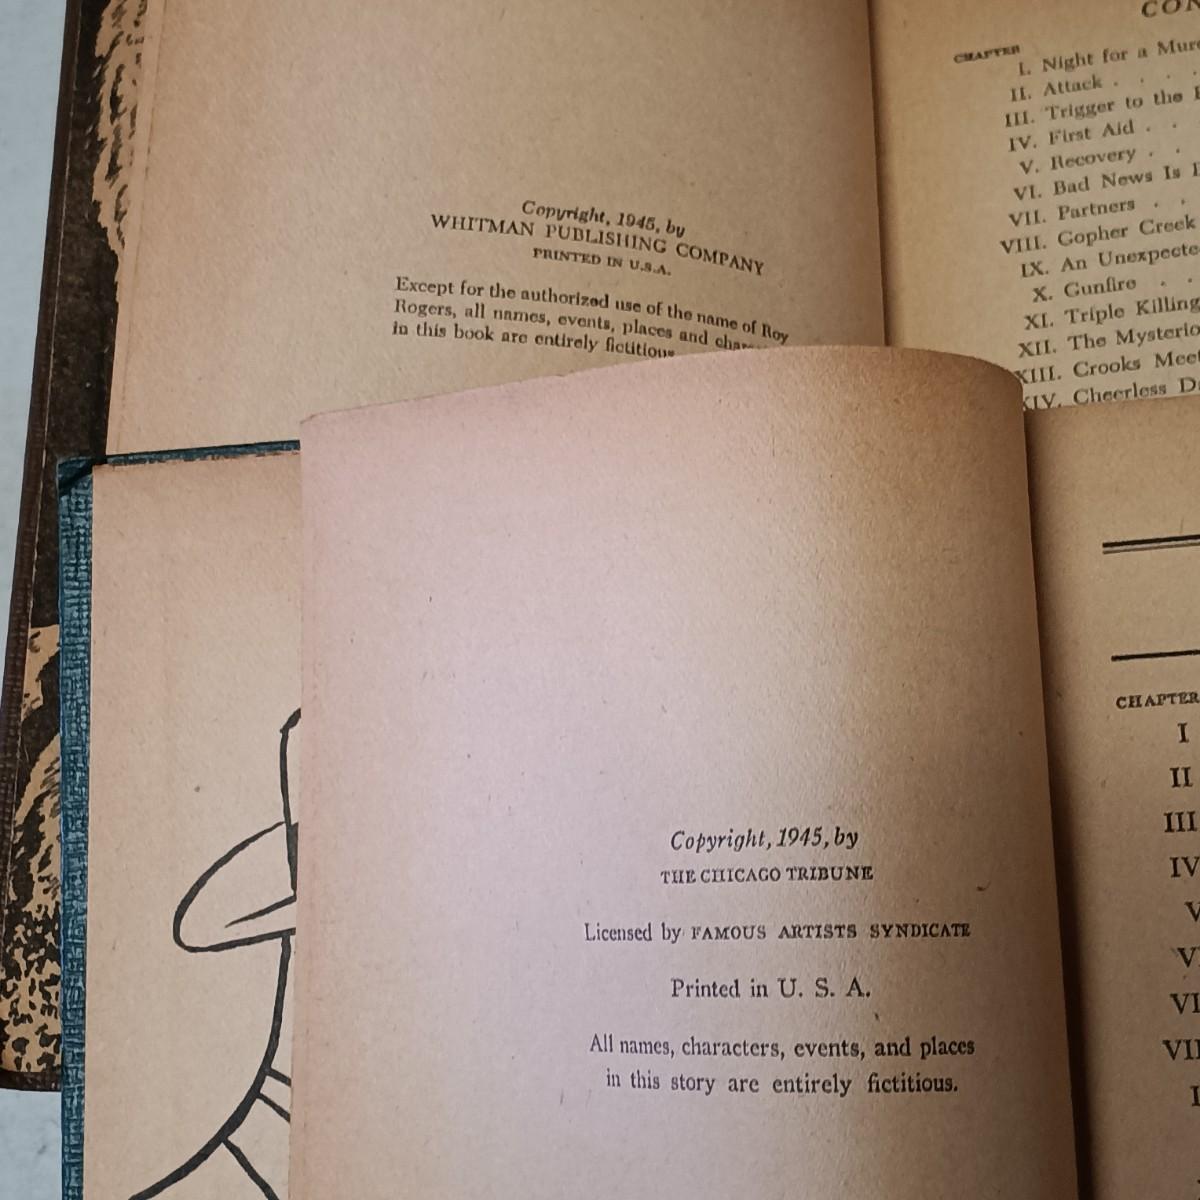 Copyright, 1945, by
WHITMAN PUBLISHING COMPANY
PRINTED IN U.S.A.
Except for the authorized use of the name of Roy
Rogers, all names, events, places and
in this book are entirely fictitious
CHAPTER
I. Night for a
II. Attack . . . .
III. Trigger to the
IV. First Aid . .
V. Recovery . .
VI. Bad News Is
VII. Partners . .
VIII. Gopher Creek
IX. An
X. Gunfire . .
XI. Triple Killing
XII. The
XIII. Crooks
XIV. Cheerless
Copyright, 1945, by
THE CHICAGO TRIBUNE
Licensed by FAMOUS ARTISTS SYNDICATE
Printed in U. S. A.
All names, characters, events, and places
in this story are entirely fictitious.
CHAPTER
I
II
III
IV